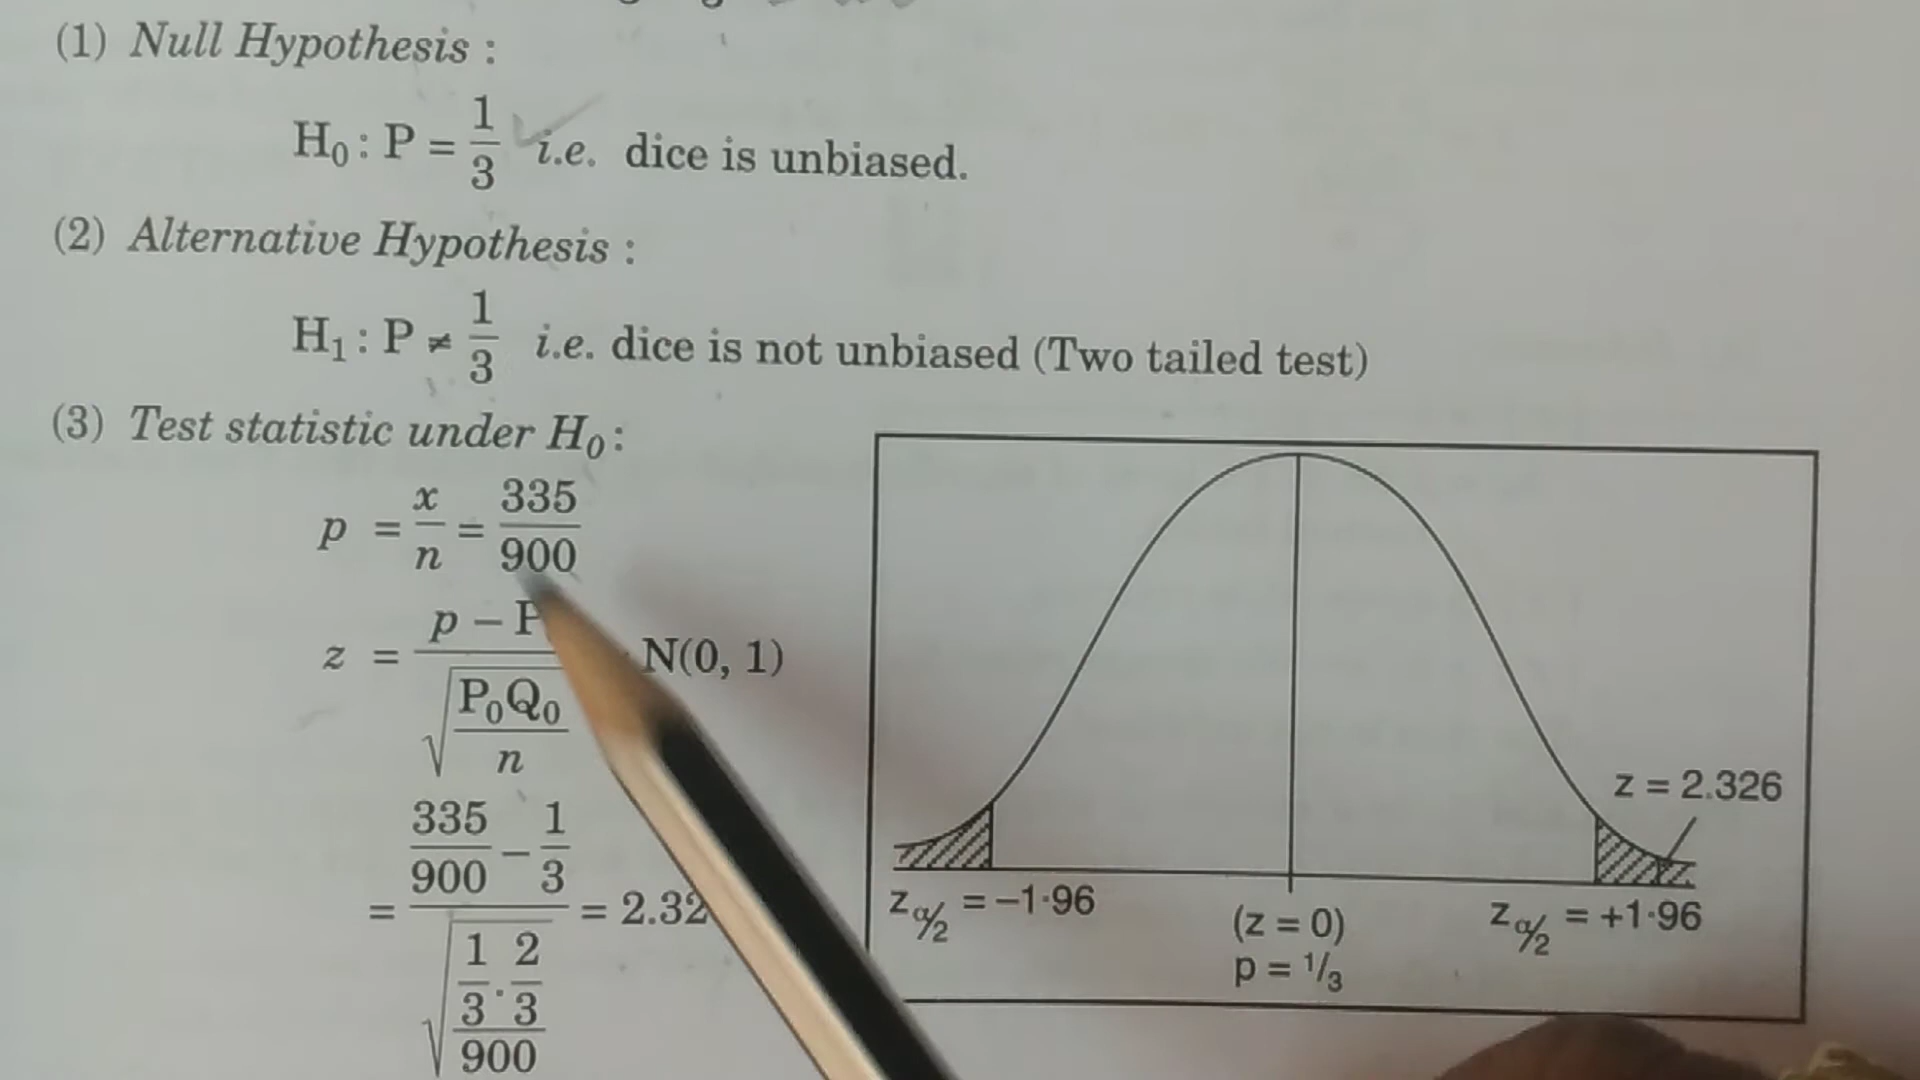 (1) Null Hypothesis :
H₀ : P = 1/3 i.e. dice is unbiased.
(2) Alternative Hypothesis :
H₁ : P ≠ 1/3 i.e. dice is not unbiased (Two tailed test)
(3) Test statistic under H₀ :
p = x/n = 335/900
z = p – P
√(P₀Q₀/n)
N(0, 1)
= (335/900 – 1/3) / √((1/3 . 2/3)/900) = 2.32
z = 2.326
z α/2 = –1·96
(z = 0)
p = 1/3
z α/2 = +1·96